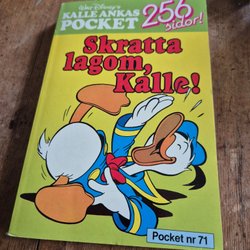 Walt Disney's
KALLE ANKAS
POCKET
256
sidor!
Skratta
lagom,
Kalle!
Pocket nr 71